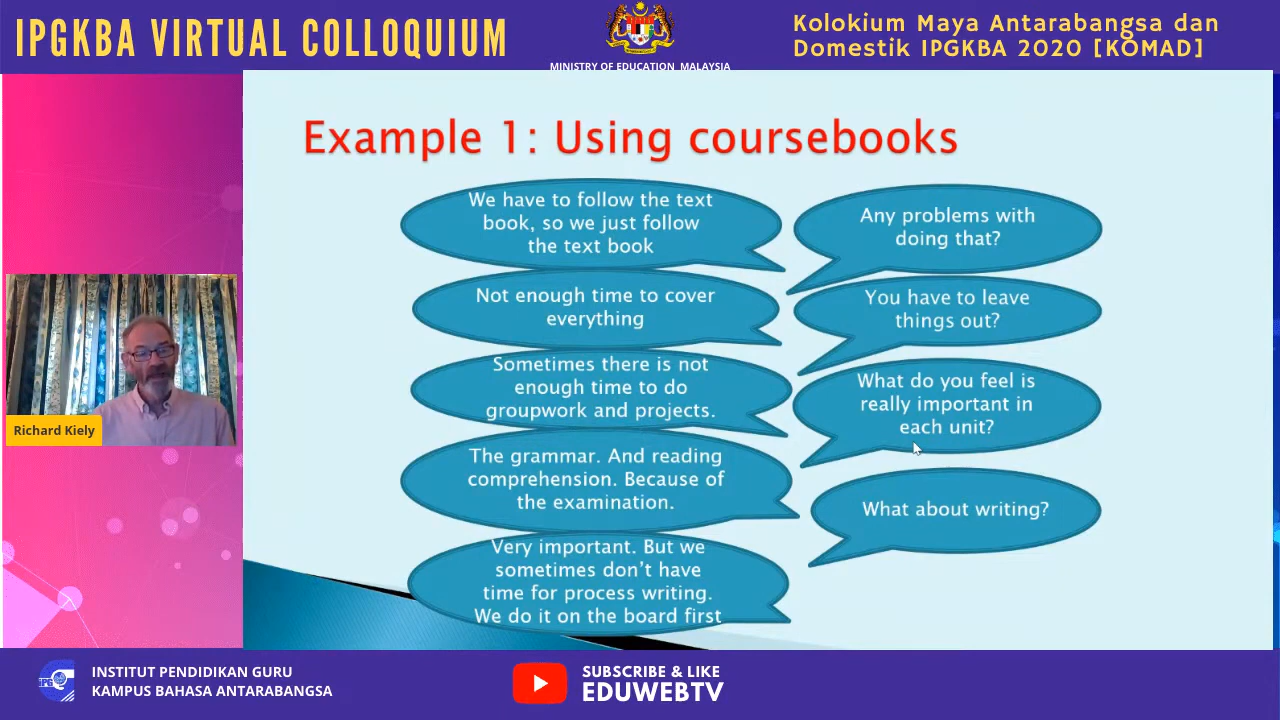 IPGKBA VIRTUAL COLLOQUIUM
MINISTRY OF EDUCATION MALAYSIA
Kolokium Maya Antarabangsa dan
Domestik IPGKBA 2020 [KOMAD]
Example 1: Using coursebooks
We have to follow the text
book, so we just follow
the text book
Any problems with
doing that?
Not enough time to cover
everything
You have to leave
things out?
Sometimes there is not
enough time to do
groupwork and projects.
What do you feel is
really important in
each unit?
The grammar. And reading
comprehension. Because of
the examination.
What about writing?
Very important. But we
sometimes don't have
time for process writing.
We do it on the board first
Richard Kiely
INSTITUT PENDIDIKAN GURU
KAMPUS BAHASA ANTARABANGSA
SUBSCRIBE & LIKE
EDUWEBTV